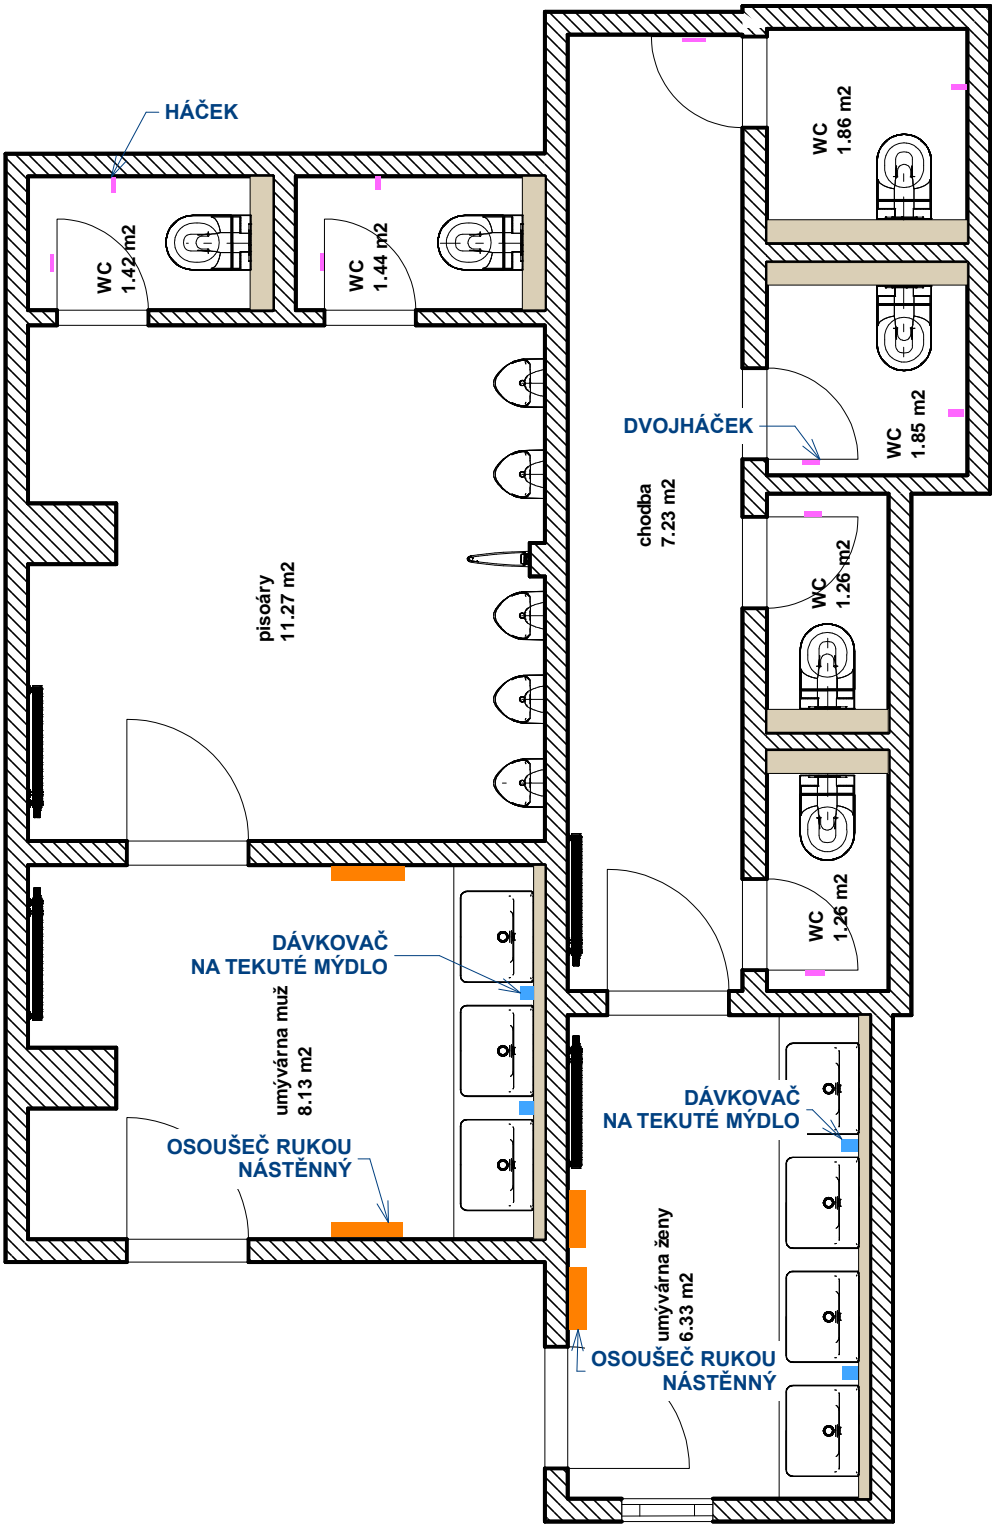 HÁČEK
WC
1.86 m2
WC
1.42 m2
WC
1.44 m2
DVOJHÁČEK
WC
1.85 m2
chodba
7.23 m2
WC
1.26 m2
pisoáry
11.27 m2
WC
1.26 m2
DÁVKOVAČ
NA TEKUTÉ MÝDLO
umývárna muž
8.13 m2
DÁVKOVAČ
NA TEKUTÉ MÝDLO
OSOUŠEČ RUKOU
NÁSTĚNNÝ
umývárna ženy
6.33 m2
OSOUŠEČ RUKOU
NÁSTĚNNÝ